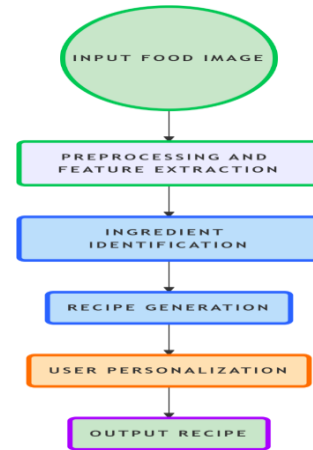 INPUT FOOD IMAGE
PREPROCESSING AND
FEATURE EXTRACTION
INGREDIENT
IDENTIFICATION
RECIPE GENERATION
USER PERSONALIZATION
OUTPUT RECIPE